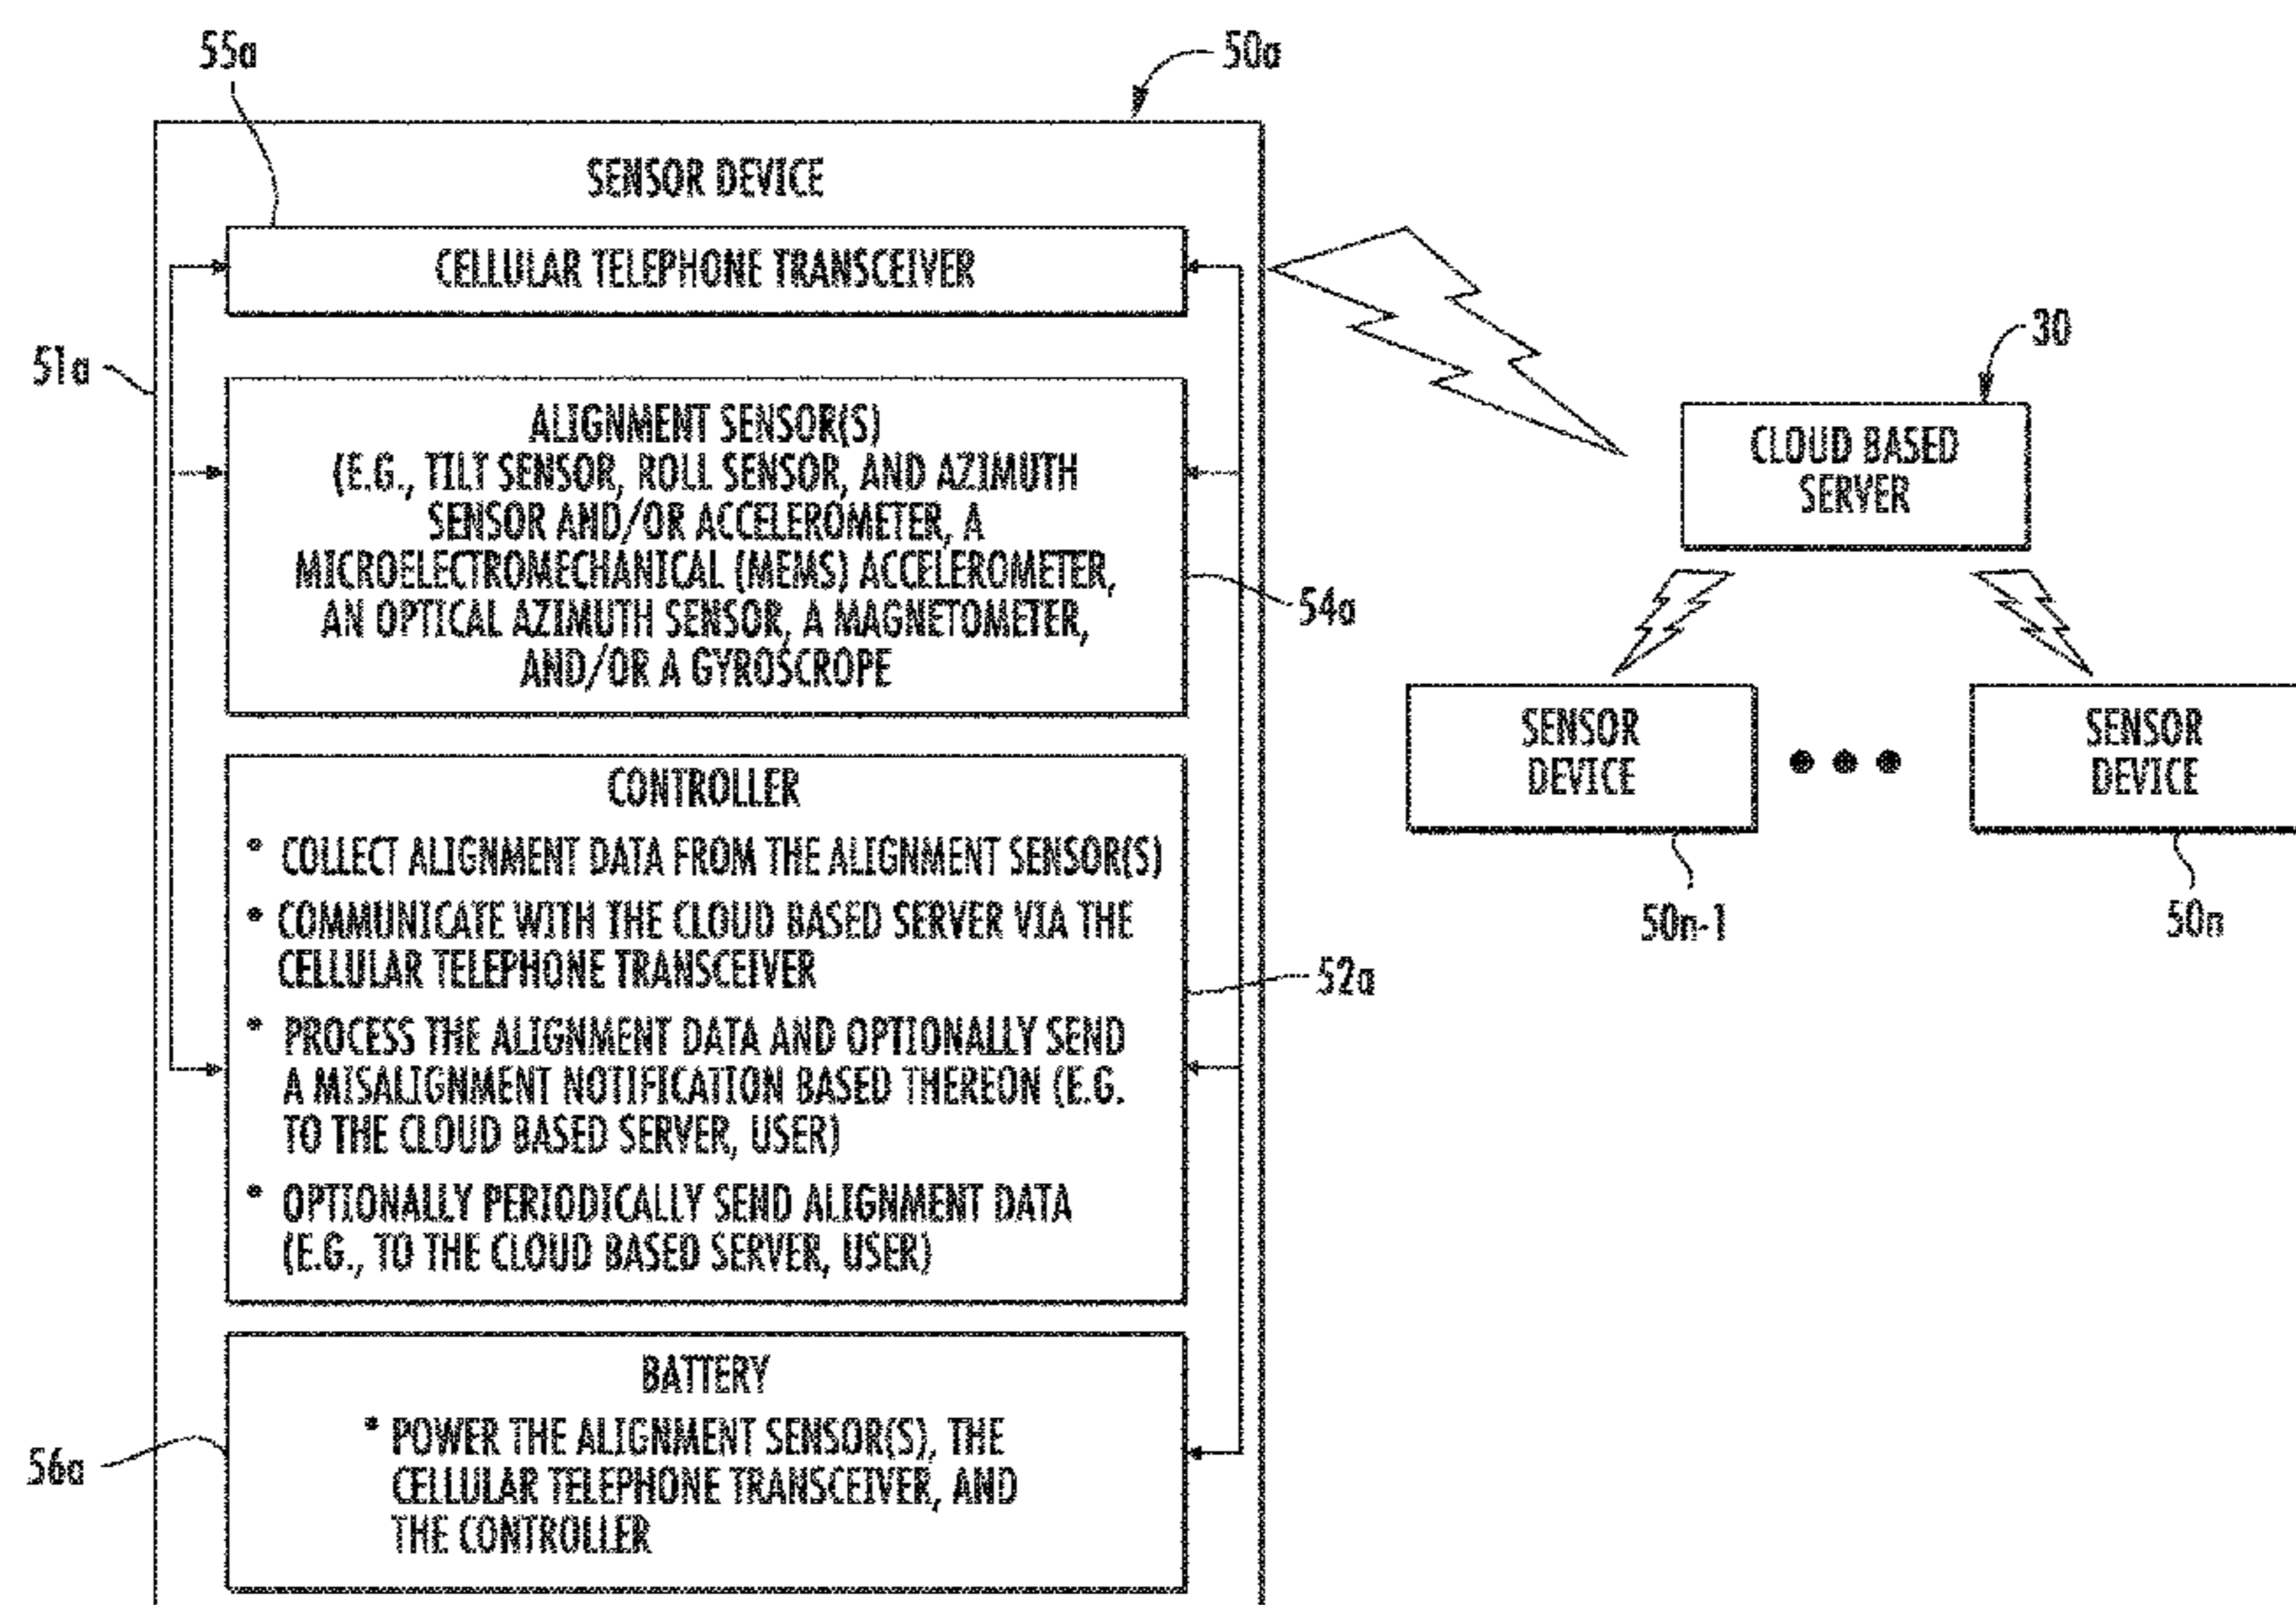 55a
50a
SENSOR DEVICE
CELLULAR TELEPHONE TRANSCEIVER
51a
30
ALIGNMENT SENSOR(S)
(E.G., TILT SENSOR, ROLL SENSOR, AND AZIMUTH
SENSOR AND/OR ACCELEROMETER, A
MICROELECTROMECHANICAL (MEMS) ACCELEROMETER,
AN OPTICAL AZIMUTH SENSOR, A MAGNETOMETER,
AND/OR A GYROSCROPE
54a
CLOUD BASED
SERVER
SENSOR
DEVICE
SENSOR
DEVICE
50n-1
50n
CONTROLLER
• COLLECT ALIGNMENT DATA FROM THE ALIGNMENT SENSOR(S)
• COMMUNICATE WITH THE CLOUD BASED SERVER VIA THE
CELLULAR TELEPHONE TRANSCEIVER
• PROCESS THE ALIGNMENT DATA AND OPTIONALLY SEND
A MISALIGNMENT NOTIFICATION BASED THEREON (E.G.
TO THE CLOUD BASED SERVER, USER)
• OPTIONALLY PERIODICALLY SEND ALIGNMENT DATA
(E.G., TO THE CLOUD BASED SERVER, USER)
52a
BATTERY
• POWER THE ALIGNMENT SENSOR(S), THE
CELLULAR TELEPHONE TRANSCEIVER, AND
THE CONTROLLER
56a